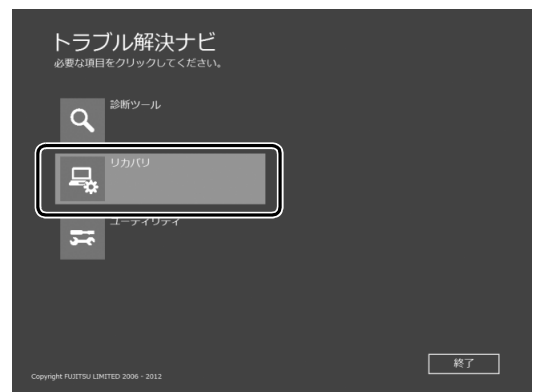 トラブル解決ナビ
必要な項目をクリックしてください。
診断ツール
リカバリ
ユーティリティ
終了
Copyright FUJITSU LIMITED 2006 - 2012